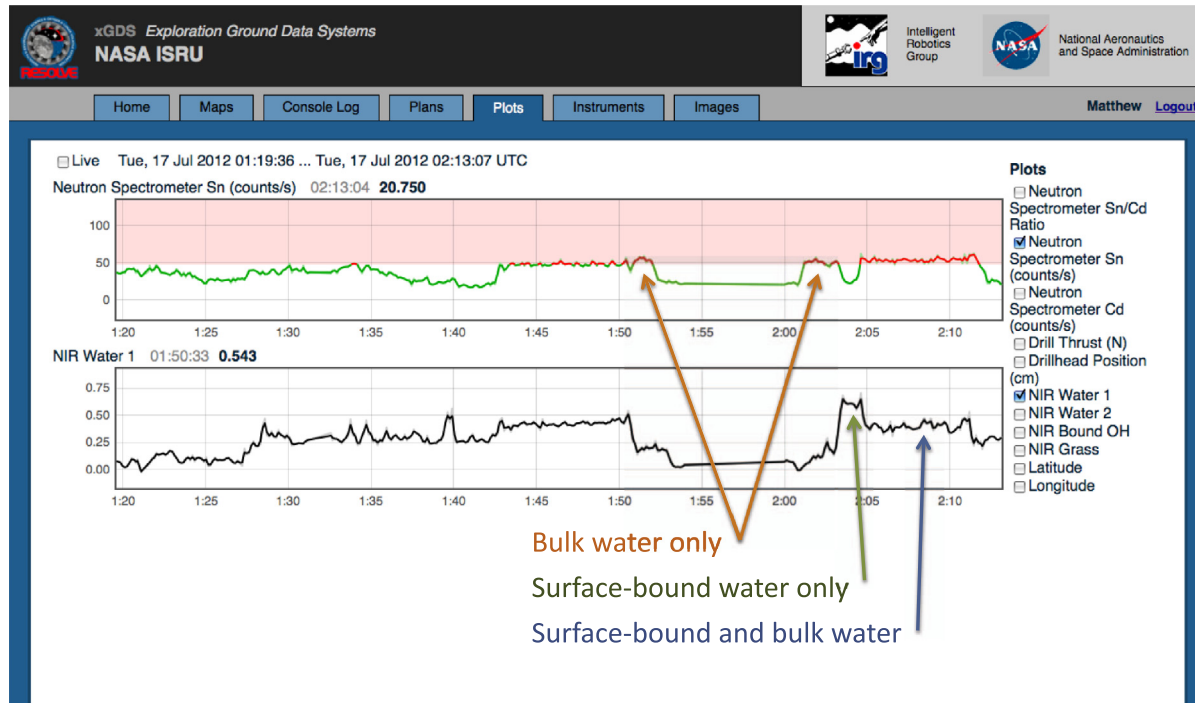 xGDS Exploration Ground Data Systems
NASA ISRU
RESOLVE
irg
Intelligent
Robotics
Group
NASA
National Aeronautics
and Space Administration
Home Maps Console Log Plans Plots Instruments Images Matthew Logout
Live Tue, 17 Jul 2012 01:19:36 ... Tue, 17 Jul 2012 02:13:07 UTC
Neutron Spectrometer Sn (counts/s) 02:13:04 20.750
100
50
0
1:20 1:25 1:30 1:35 1:40 1:45 1:50 1:55 2:00 2:05 2:10
NIR Water 1 01:50:33 0.543
0.75
0.50
0.25
0.00
1:20 1:25 1:30 1:35 1:40 1:45 1:50 1:55 2:00 2:05 2:10
Plots
Neutron
Spectrometer Sn/Cd
Ratio
Neutron
Spectrometer Sn
(counts/s)
Neutron
Spectrometer Cd
(counts/s)
Drill Thrust (N)
Drillhead Position
(cm)
NIR Water 1
NIR Water 2
NIR Bound OH
NIR Grass
Latitude
Longitude
Bulk water only
Surface-bound water only
Surface-bound and bulk water